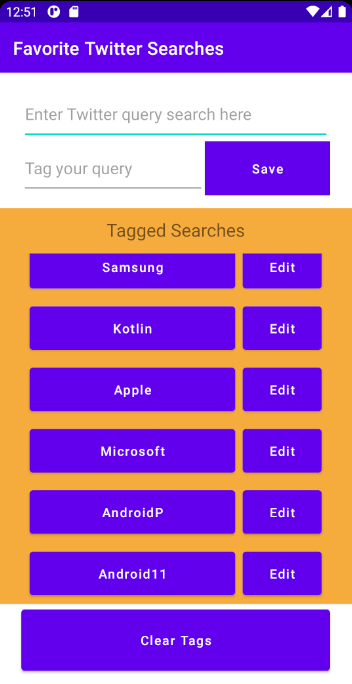 12:51
Favorite Twitter Searches
Enter Twitter query search here
Tag your query
Save
Tagged Searches
Samsung Edit
Kotlin Edit
Apple Edit
Microsoft Edit
AndroidP Edit
Android11 Edit
Clear Tags